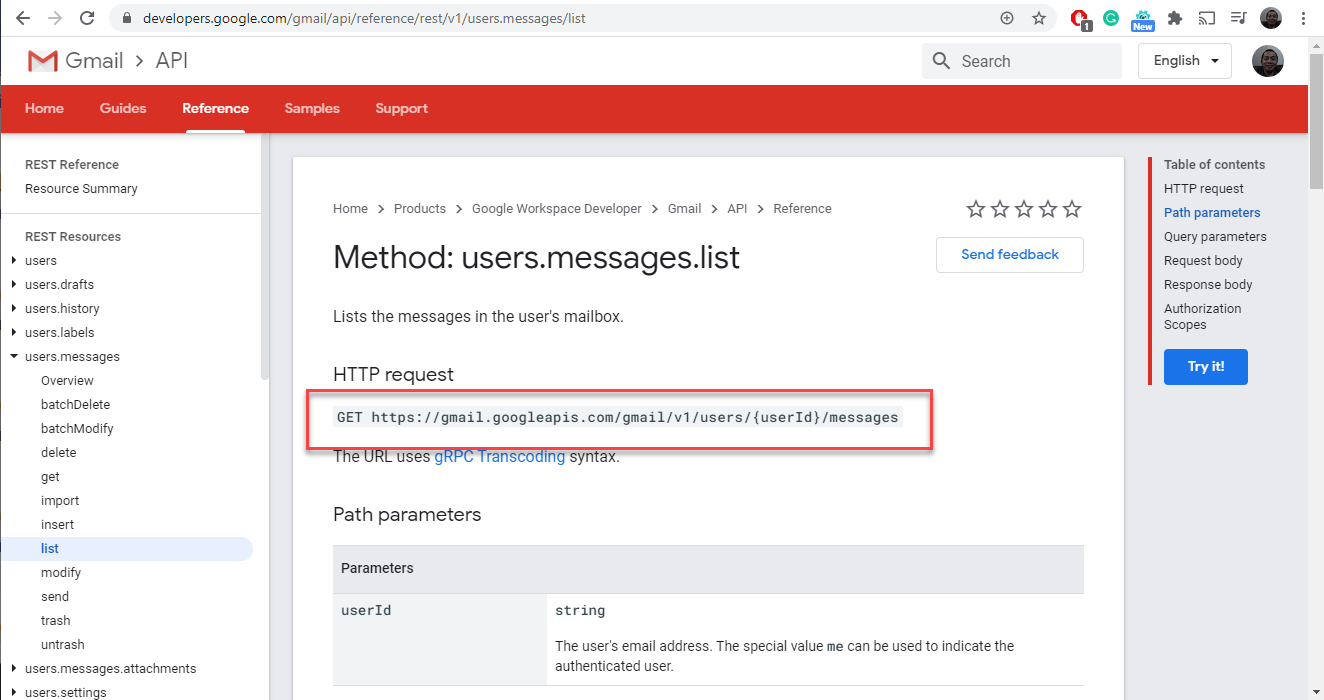 developers.google.com/gmail/api/reference/rest/v1/users.messages/list
1
New
Gmail > API
Search
English
Home Guides Reference Samples Support
REST Reference
Resource Summary
REST Resources
users
users.drafts
users.history
users.labels
users.messages
Overview
batchDelete
batchModify
delete
get
import
insert
list
modify
send
trash
untrash
users.messages.attachments
users.settings
Home > Products > Google Workspace Developer > Gmail > API > Reference
Method: users.messages.list
Send feedback
Lists the messages in the user's mailbox.
HTTP request
GET https://gmail.googleapis.com/gmail/v1/users/{userId}/messages
The URL uses gRPC Transcoding syntax.
Path parameters
Parameters
userId
string
The user's email address. The special value me can be used to indicate the
authenticated user.
Table of contents
HTTP request
Path parameters
Query parameters
Request body
Response body
Authorization
Scopes
Try it!